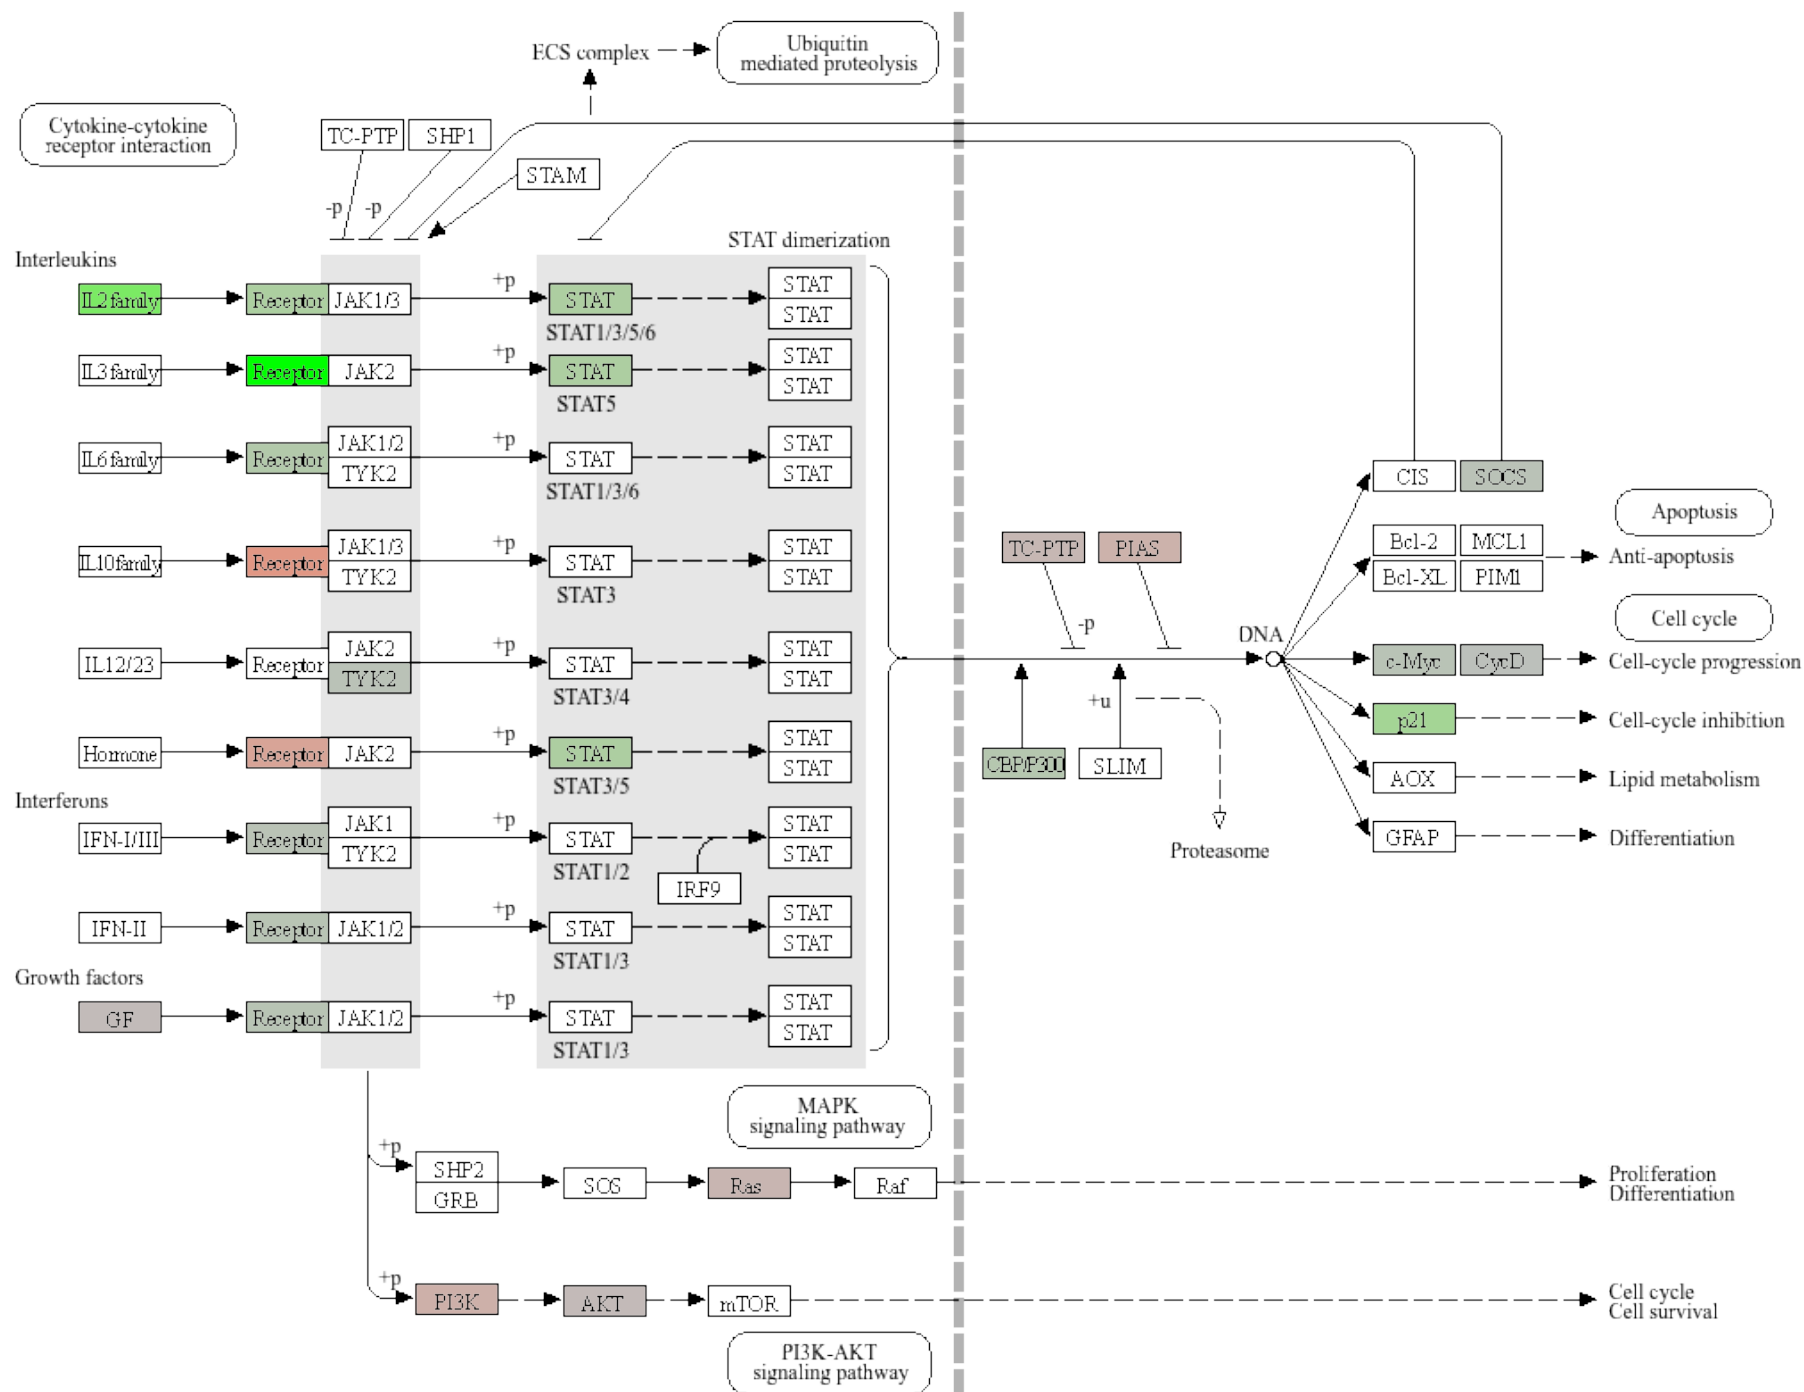 ECS complex
Ubiquitin
mediated proteolysis
Cytokine-cytokine
receptor interaction
TC-PTP
SHP1
STAM
-p
-p
STAT dimerization
Interleukins
IL2family
Receptor
JAK1/3
+p
STAT
STAT1/3/5/6
STAT
STAT
IL3family
Receptor
JAK2
+p
STAT
STAT5
STAT
STAT
IL6family
Receptor
JAK1/2
TYK2
+p
STAT
STAT1/3/6
STAT
STAT
IL10family
Receptor
JAK1/3
TYK2
+p
STAT
STAT3
STAT
STAT
IL12/23
Receptor
JAK2
TYK2
+p
STAT
STAT3/4
STAT
STAT
Hormone
Receptor
JAK2
+p
STAT
STAT3/5
STAT
STAT
Interferons
IFN-I/III
Receptor
JAK1
TYK2
+p
STAT
STAT1/2
IRF9
STAT
STAT
IFN-II
Receptor
JAK1/2
+p
STAT
STAT1/3
STAT
STAT
Growth factors
GF
Receptor
JAK1/2
+p
STAT
STAT1/3
STAT
STAT
TC-PTP
PIAS
-p
DNA
+u
CBP/P300
SLIM
Proteasome
CIS
SOCS
Apoptosis
Bcl-2
MCL1
Bcl-XL
PIM1
Anti-apoptosis
Cell cycle
c-Myc
CycD
Cell-cycle progression
p21
Cell-cycle inhibition
AOX
Lipid metabolism
GFAP
Differentiation
MAPK
signaling pathway
+p
SHP2
GRB
SOS
Ras
Raf
Proliferation
Differentiation
+p
PI3K
AKT
mTOR
Cell cycle
Cell survival
PI3K-AKT
signaling pathway